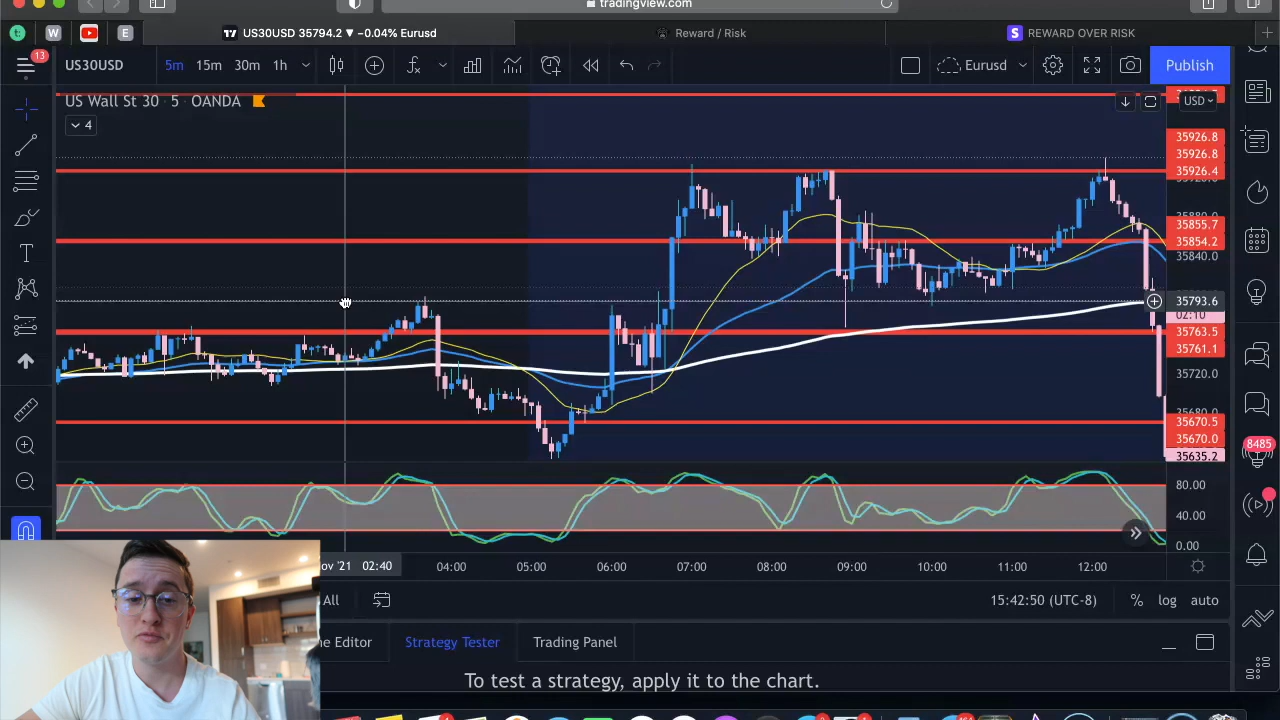 tradingview.com
t:
W
E
US30USD 35794.2 ▼ −0.04% Eurusd
Reward / Risk
S REWARD OVER RISK
13
US30USD 5m 15m 30m 1h
Eurusd
Publish
US Wall St 30 · 5 · OANDA
USD
4
35926.8
35926.8
35926.4
35855.7
35854.2
35840.0
35793.6
02:10
35763.5
35761.1
35720.0
35670.5
35670.0
35635.2
80.00
40.00
0.00
8485
ov '21 02:40 04:00 05:00 06:00 07:00 08:00 09:00 10:00 11:00 12:00
All
15:42:50 (UTC-8) % log auto
ne Editor Strategy Tester Trading Panel
To test a strategy, apply it to the chart.